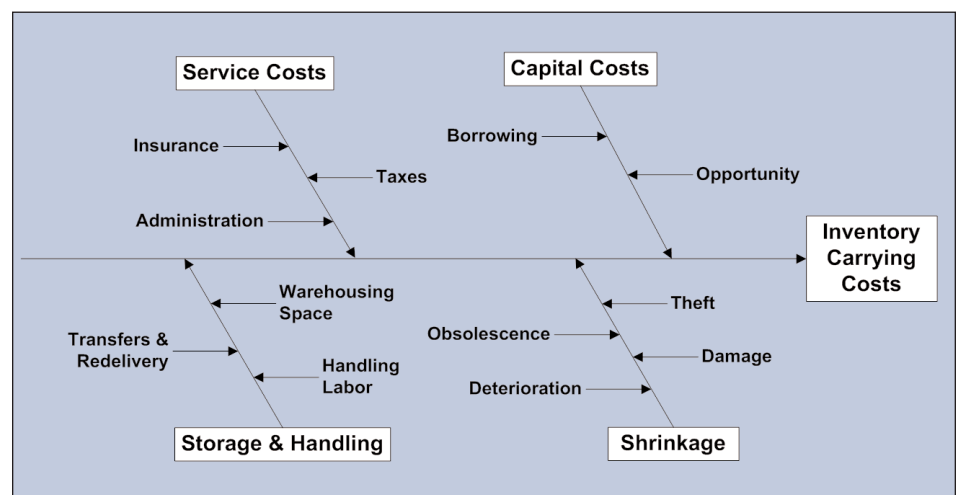 Service Costs
Capital Costs
Insurance
Taxes
Administration
Borrowing
Opportunity
Inventory
Carrying
Costs
Warehousing
Space
Transfers &
Redelivery
Handling
Labor
Storage & Handling
Theft
Obsolescence
Damage
Deterioration
Shrinkage